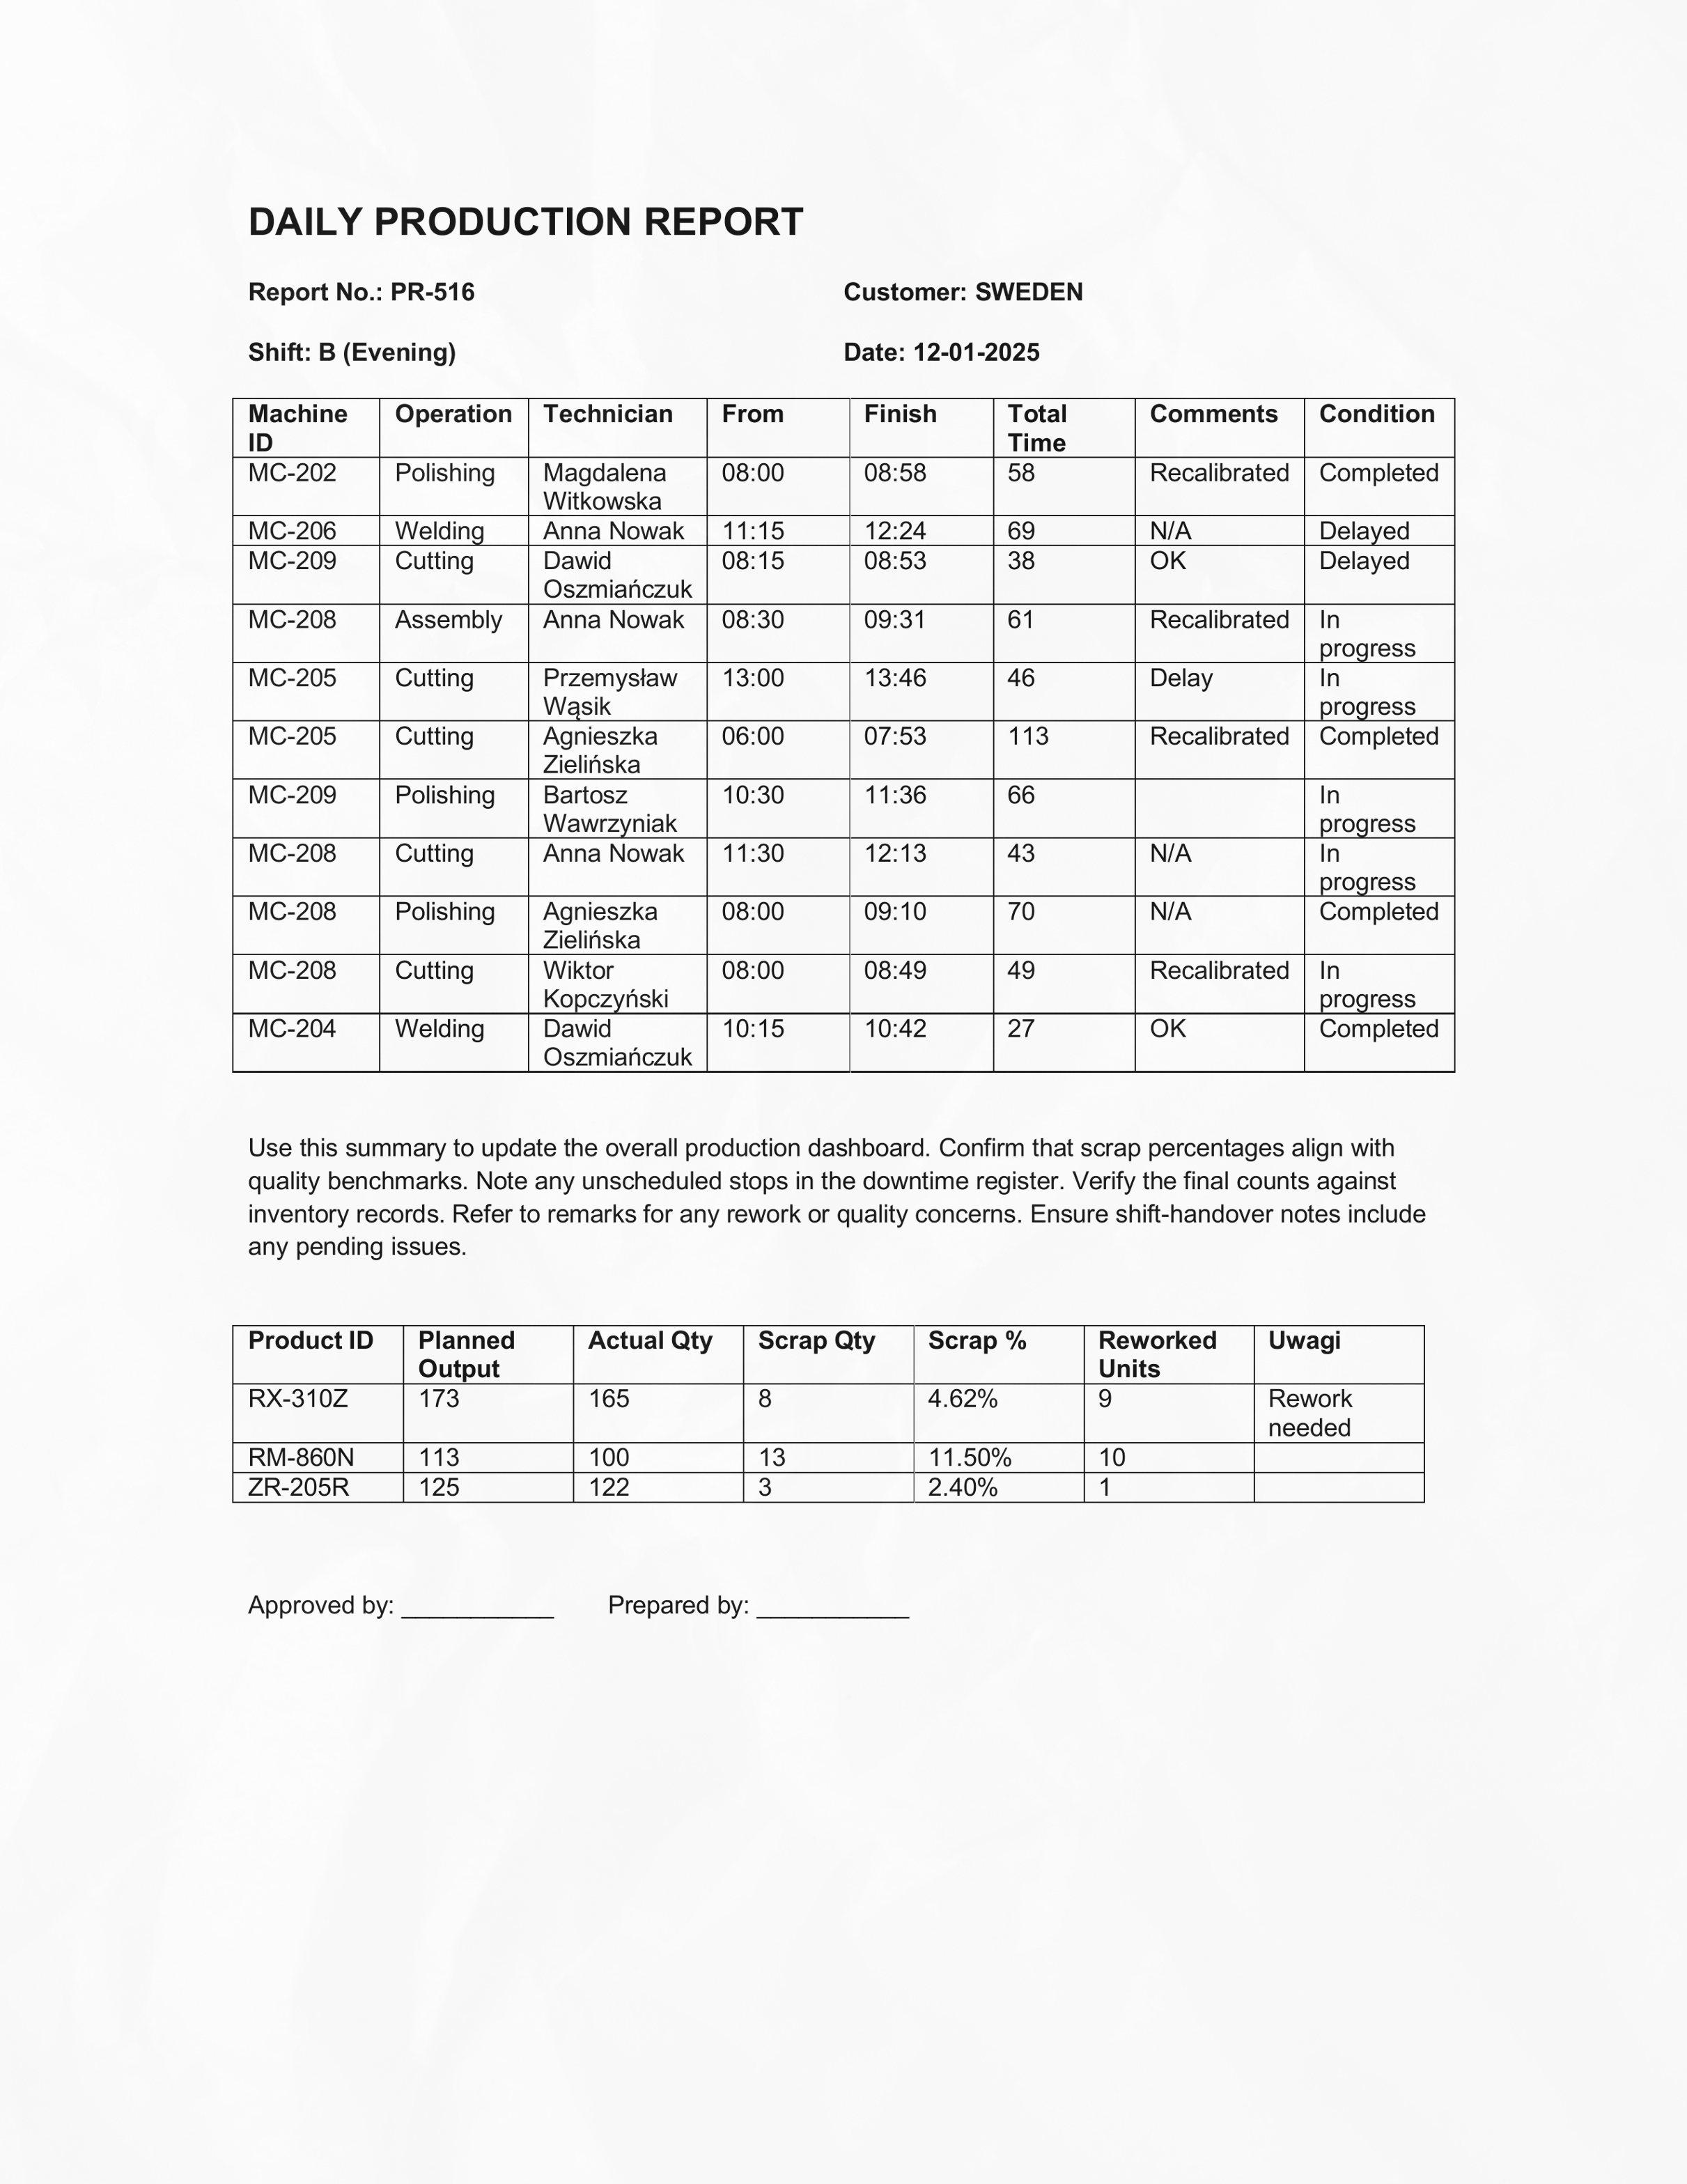 DAILY PRODUCTION REPORT
Report No.: PR-516 Customer: SWEDEN
Shift: B (Evening) Date: 12-01-2025
Machine ID Operation Technician From Finish Total Time Comments Condition
MC-202 Polishing Magdalena Witkowska 08:00 08:58 58 Recalibrated Completed
MC-206 Welding Anna Nowak 11:15 12:24 69 N/A Delayed
MC-209 Cutting Dawid Oszmiańczuk 08:15 08:53 38 OK Delayed
MC-208 Assembly Anna Nowak 08:30 09:31 61 Recalibrated In progress
MC-205 Cutting Przemysław Wąsik 13:00 13:46 46 Delay In progress
MC-205 Cutting Agnieszka Zielińska 06:00 07:53 113 Recalibrated Completed
MC-209 Polishing Bartosz Wawrzyniak 10:30 11:36 66 In progress
MC-208 Cutting Anna Nowak 11:30 12:13 43 N/A In progress
MC-208 Polishing Agnieszka Zielińska 08:00 09:10 70 N/A Completed
MC-208 Cutting Wiktor Kopczyński 08:00 08:49 49 Recalibrated In progress
MC-204 Welding Dawid Oszmiańczuk 10:15 10:42 27 OK Completed
Use this summary to update the overall production dashboard. Confirm that scrap percentages align with
quality benchmarks. Note any unscheduled stops in the downtime register. Verify the final counts against
inventory records. Refer to remarks for any rework or quality concerns. Ensure shift-handover notes include
any pending issues.
Product ID Planned Output Actual Qty Scrap Qty Scrap % Reworked Units Uwagi
RX-310Z 173 165 8 4.62% 9 Rework needed
RM-860N 113 100 13 11.50% 10
ZR-205R 125 122 3 2.40% 1
Approved by: ___________ Prepared by: ___________